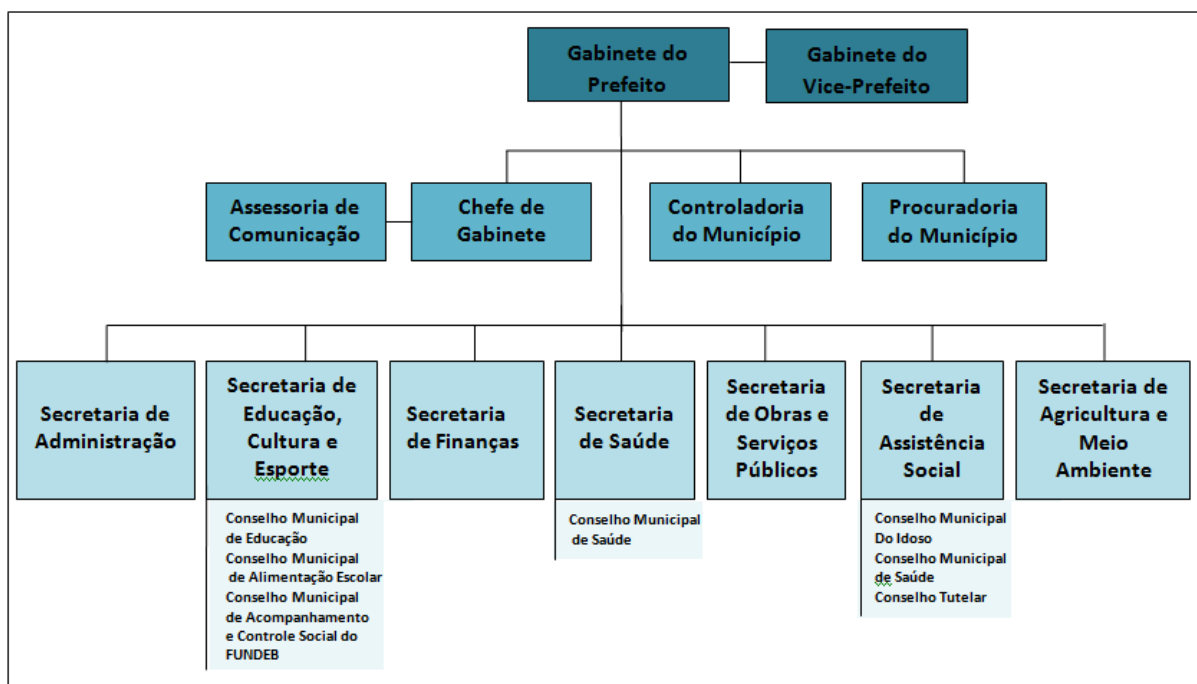 Gabinete do
Prefeito
Gabinete do
Vice-Prefeito
Assessoria de
Comunicação
Chefe de
Gabinete
Controladoria
do Município
Procuradoria
do Município
Secretaria de
Administração
Secretaria de
Educação,
Cultura e
Esporte
Secretaria
de Finanças
Secretaria
de Saúde
Secretaria
de Obras e
Serviços
Públicos
Secretaria
de
Assistência
Social
Secretaria de
Agricultura e
Meio
Ambiente
Conselho Municipal
de Educação
Conselho Municipal
de Alimentação Escolar
Conselho Municipal
de Acompanhamento
e Controle Social do
FUNDEB
Conselho Municipal
de Saúde
Conselho Municipal
Do Idoso
Conselho Municipal
de Saúde
Conselho Tutelar